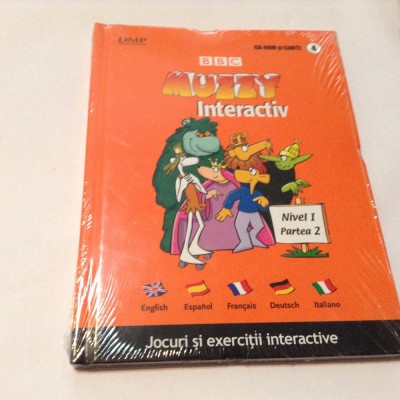 DMP
CD-ROM și CARTE 4
BBC
MUZZY
Interactiv
Nivel 1
Partea 2
English Español Français Deutsch Italiano
Jocuri și exerciții interactive